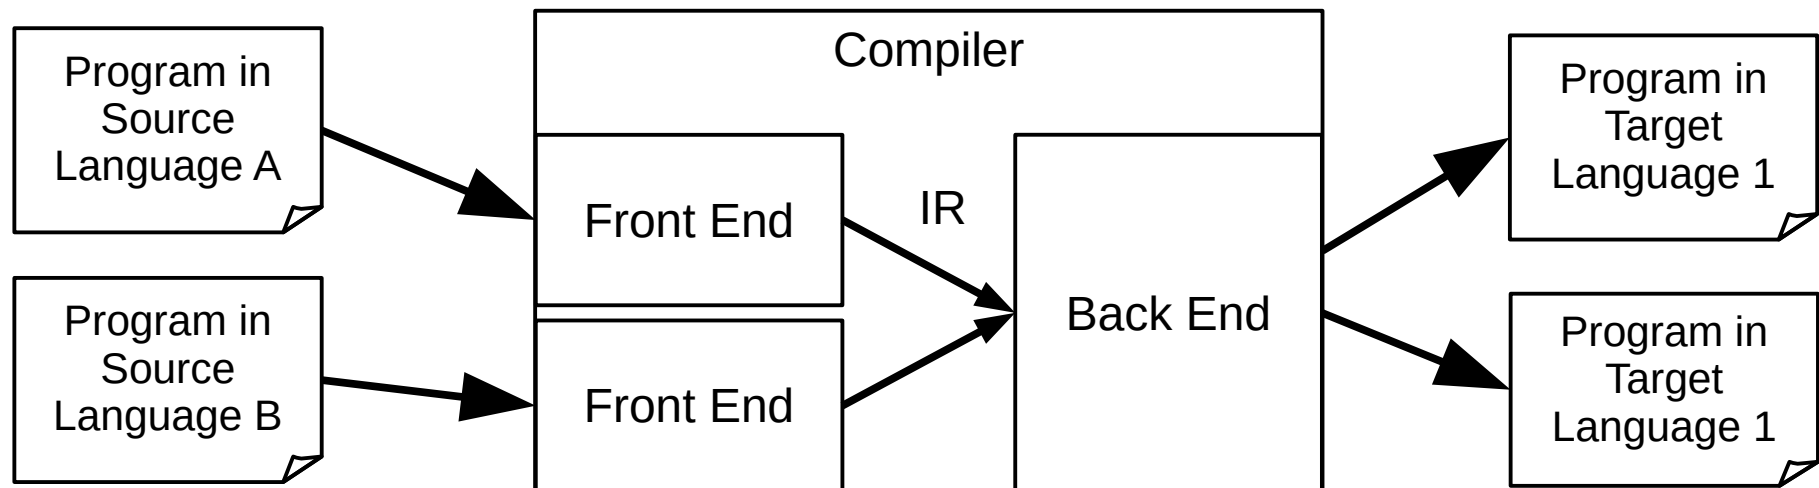 Program in
Source
Language A
Program in
Source
Language B
Compiler
Front End
Front End
IR
Back End
Program in
Target
Language 1
Program in
Target
Language 1